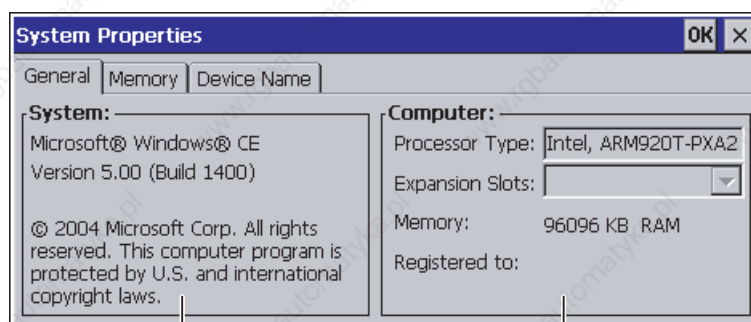 System Properties OK ×
General Memory Device Name
System:
Microsoft® Windows® CE
Version 5.00 (Build 1400)
© 2004 Microsoft Corp. All rights
reserved. This computer program is
protected by U.S. and international
copyright laws.
Computer:
Processor Type: Intel, ARM920T-PXA2
Expansion Slots:
Memory: 96096 KB RAM
Registered to: